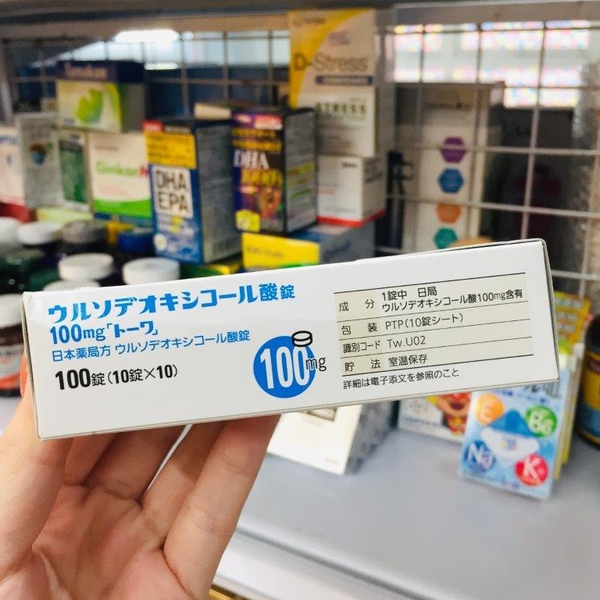 ウルソデオキシコール酸錠
100mg「トーワ」
日本薬局方 ウルソデオキシコール酸錠
100錠(10錠×10)
100mg
成分 1錠中 日局
ウルソデオキシコール酸100mg含有
包装 PTP(10錠シート)
識別コード Tw.U02
貯法 室温保存
詳細は電子添文を参照のこと
D-Stress
STRESS
Ginkgo
DHA
EPA
DHA
E
B6
Na
K